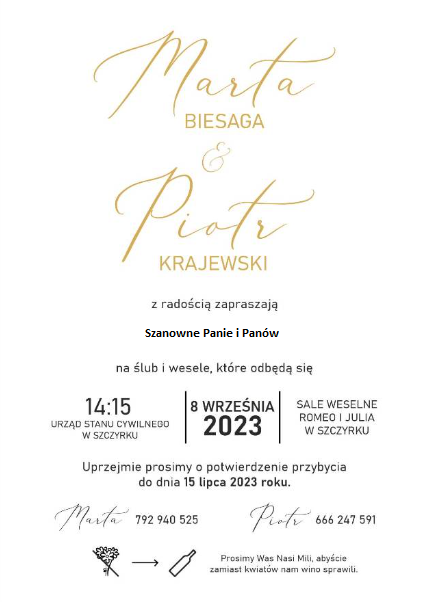 Marta
BIESAGA
&
Piotr
KRAJEWSKI
z radością zapraszają
Szanowne Panie i Panów
na ślub i wesele, które odbędą się
14:15
URZĄD STANU CYWILNEGO
W SZCZYRKU
8 WRZEŚNIA
2023
SALE WESELNE
ROMEO I JULIA
W SZCZYRKU
Uprzejmie prosimy o potwierdzenie przybycia
do dnia 15 lipca 2023 roku.
Marta 792 940 525
Piotr 666 247 591
Prosimy Was Nasi Mili, abyście
zamiast kwiatów nam wino sprawili.